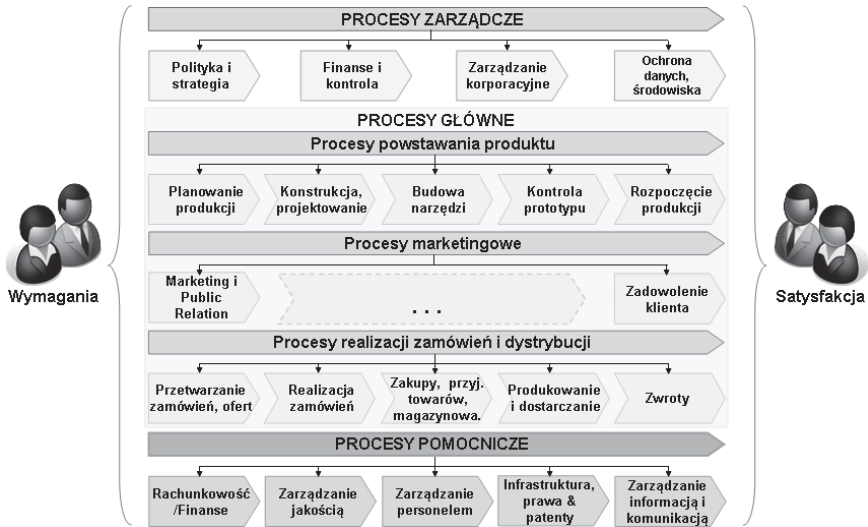 PROCESY ZARZĄDCZE
Polityka i
strategia
Finanse i
kontrola
Zarządzanie
korporacyjne
Ochrona
danych,
środowiska
PROCESY GŁÓWNE
Procesy powstawania produktu
Planowanie
produkcji
Konstrukcja,
projektowanie
Budowa
narzędzi
Kontrola
prototypu
Rozpoczęcie
produkcji
Procesy marketingowe
Marketing i
Public
Relation
...
Zadowolenie
klienta
Wymagania
Satysfakcja
Procesy realizacji zamówień i dystrybucji
Przetwarzanie
zamówień, ofert
Realizacja
zamówień
Zakupy, przyj.
towarów,
magazynowa.
Produkowanie
i dostarczanie
Zwroty
PROCESY POMOCNICZE
Rachunkowość
/Finanse
Zarządzanie
jakością
Zarządzanie
personelem
Infrastruktura,
prawa &
patenty
Zarządzanie
informacją i
komunikacją